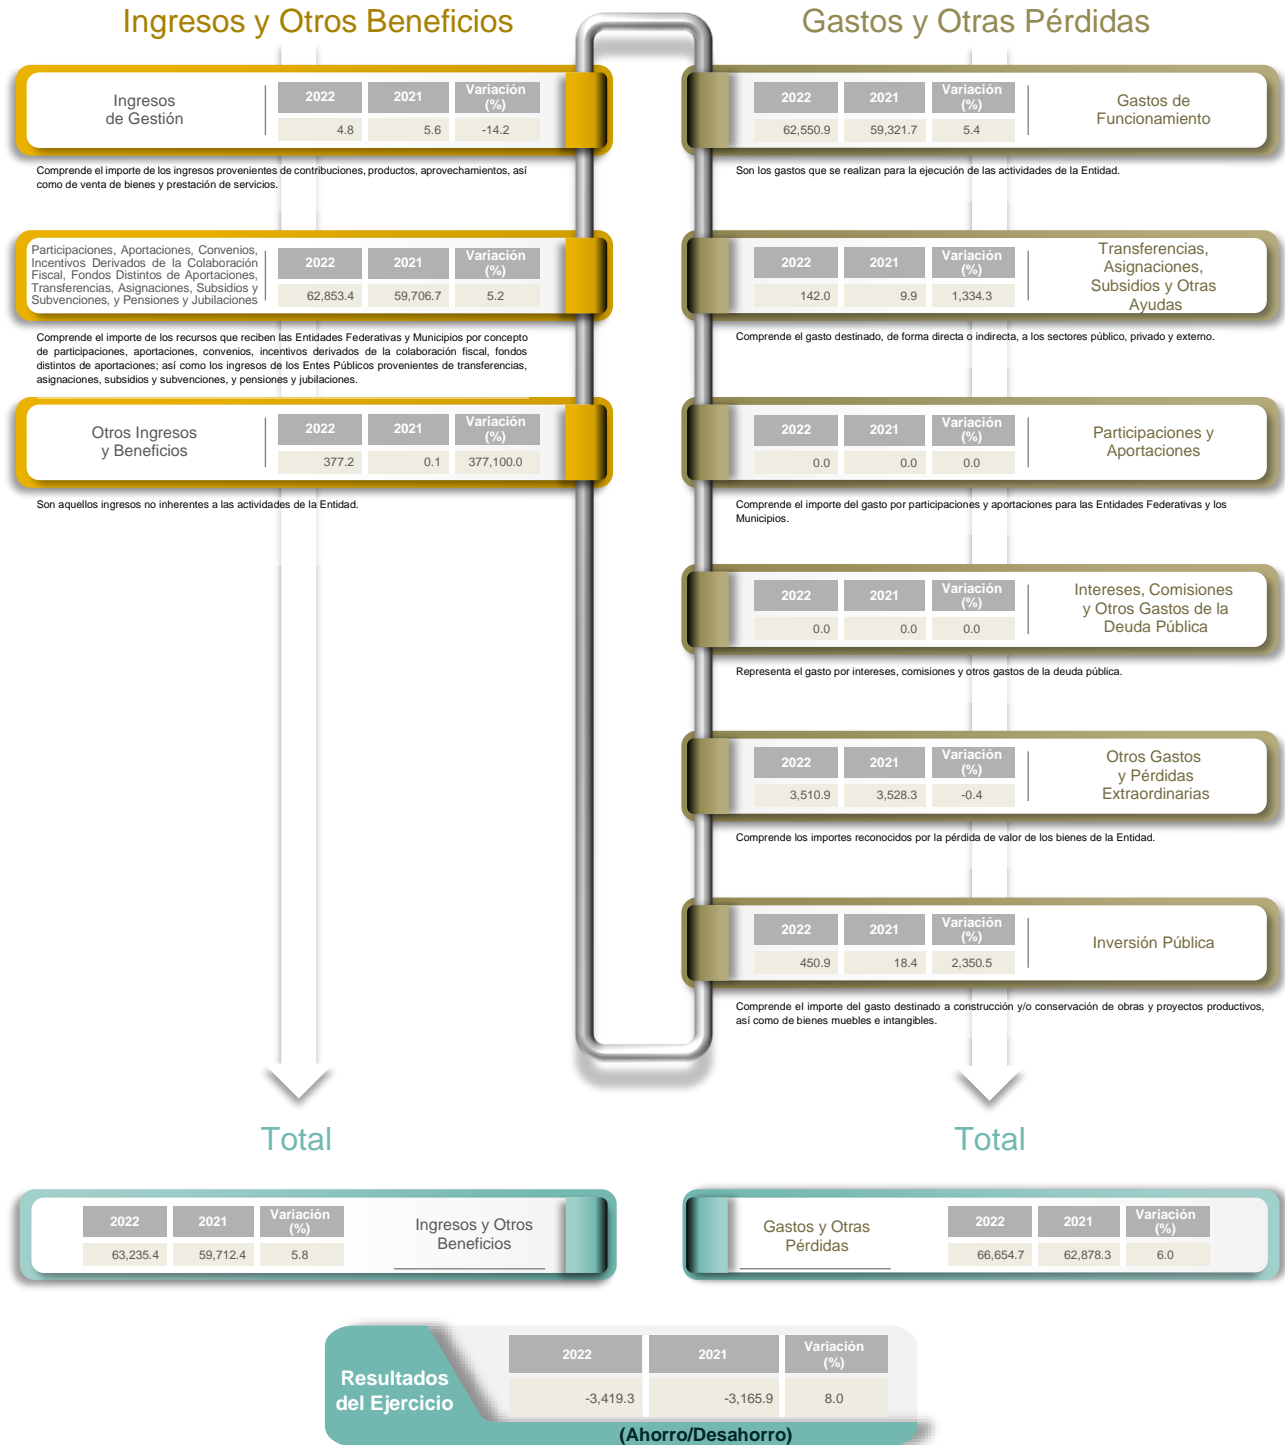 Ingresos y Otros Beneficios
Ingresos
de Gestión
2022 2021 Variación
(%)
4.8 5.6 -14.2
Comprende el importe de los ingresos provenientes de contribuciones, productos, aprovechamientos, así
como de venta de bienes y prestación de servicios.
Participaciones, Aportaciones, Convenios,
Incentivos Derivados de la Colaboración
Fiscal, Fondos Distintos de Aportaciones,
Transferencias, Asignaciones, Subsidios y
Subvenciones, y Pensiones y Jubilaciones
2022 2021 Variación
(%)
62,853.4 59,706.7 5.2
Comprende el importe de los recursos que reciben las Entidades Federativas y Municipios por concepto
de participaciones, aportaciones, convenios, incentivos derivados de la colaboración fiscal, fondos
distintos de aportaciones; así como los ingresos de los Entes Públicos provenientes de transferencias,
asignaciones, subsidios y subvenciones, y pensiones y jubilaciones.
Otros Ingresos
y Beneficios
2022 2021 Variación
(%)
377.2 0.1 377,100.0
Son aquellos ingresos no inherentes a las actividades de la Entidad.
Gastos y Otras Pérdidas
2022 2021 Variación
(%)
62,550.9 59,321.7 5.4
Gastos de
Funcionamiento
Son los gastos que se realizan para la ejecución de las actividades de la Entidad.
2022 2021 Variación
(%)
142.0 9.9 1,334.3
Transferencias,
Asignaciones,
Subsidios y Otras
Ayudas
Comprende el gasto destinado, de forma directa o indirecta, a los sectores público, privado y externo.
2022 2021 Variación
(%)
0.0 0.0 0.0
Participaciones y
Aportaciones
Comprende el importe del gasto por participaciones y aportaciones para las Entidades Federativas y los
Municipios.
2022 2021 Variación
(%)
0.0 0.0 0.0
Intereses, Comisiones
y Otros Gastos de la
Deuda Pública
Representa el gasto por intereses, comisiones y otros gastos de la deuda pública.
2022 2021 Variación
(%)
3,510.9 3,528.3 -0.4
Otros Gastos
y Pérdidas
Extraordinarias
Comprende los importes reconocidos por la pérdida de valor de los bienes de la Entidad.
2022 2021 Variación
(%)
450.9 18.4 2,350.5
Inversión Pública
Comprende el importe del gasto destinado a construcción y/o conservación de obras y proyectos productivos,
así como de bienes muebles e intangibles.
Total
2022 2021 Variación
(%)
63,235.4 59,712.4 5.8
Ingresos y Otros
Beneficios
Total
Gastos y Otras
Pérdidas
2022 2021 Variación
(%)
66,654.7 62,878.3 6.0
Resultados
del Ejercicio
2022 2021 Variación
(%)
-3,419.3 -3,165.9 8.0
(Ahorro/Desahorro)